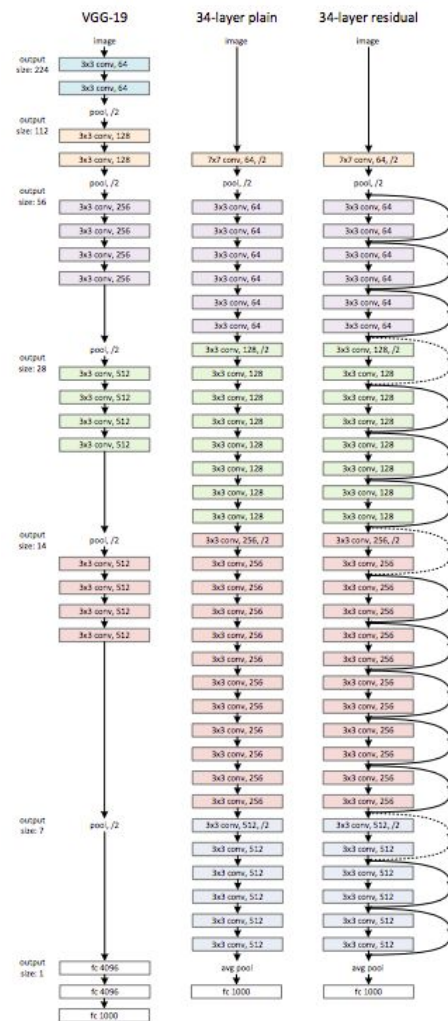 output
size: 224
output
size: 112
output
size: 56
output
size: 28
output
size: 14
output
size: 7
output
size: 1
VGG-19
image
3x3 conv, 64
3x3 conv, 64
pool, /2
3x3 conv, 128
3x3 conv, 128
pool, /2
3x3 conv, 256
3x3 conv, 256
3x3 conv, 256
3x3 conv, 256
pool, /2
3x3 conv, 512
3x3 conv, 512
3x3 conv, 512
3x3 conv, 512
pool, /2
3x3 conv, 512
3x3 conv, 512
3x3 conv, 512
3x3 conv, 512
pool, /2
fc 4096
fc 4096
fc 1000
34-layer plain
image
7x7 conv, 64, /2
pool, /2
3x3 conv, 64
3x3 conv, 64
3x3 conv, 64
3x3 conv, 64
3x3 conv, 64
3x3 conv, 64
3x3 conv, 128, /2
3x3 conv, 128
3x3 conv, 128
3x3 conv, 128
3x3 conv, 128
3x3 conv, 128
3x3 conv, 128
3x3 conv, 128
3x3 conv, 256, /2
3x3 conv, 256
3x3 conv, 256
3x3 conv, 256
3x3 conv, 256
3x3 conv, 256
3x3 conv, 256
3x3 conv, 256
3x3 conv, 256
3x3 conv, 256
3x3 conv, 256
3x3 conv, 256
3x3 conv, 512, /2
3x3 conv, 512
3x3 conv, 512
3x3 conv, 512
3x3 conv, 512
3x3 conv, 512
avg pool
fc 1000
34-layer residual
image
7x7 conv, 64, /2
pool, /2
3x3 conv, 64
3x3 conv, 64
3x3 conv, 64
3x3 conv, 64
3x3 conv, 64
3x3 conv, 64
3x3 conv, 128, /2
3x3 conv, 128
3x3 conv, 128
3x3 conv, 128
3x3 conv, 128
3x3 conv, 128
3x3 conv, 128
3x3 conv, 128
3x3 conv, 256, /2
3x3 conv, 256
3x3 conv, 256
3x3 conv, 256
3x3 conv, 256
3x3 conv, 256
3x3 conv, 256
3x3 conv, 256
3x3 conv, 256
3x3 conv, 256
3x3 conv, 256
3x3 conv, 256
3x3 conv, 512, /2
3x3 conv, 512
3x3 conv, 512
3x3 conv, 512
3x3 conv, 512
3x3 conv, 512
avg pool
fc 1000